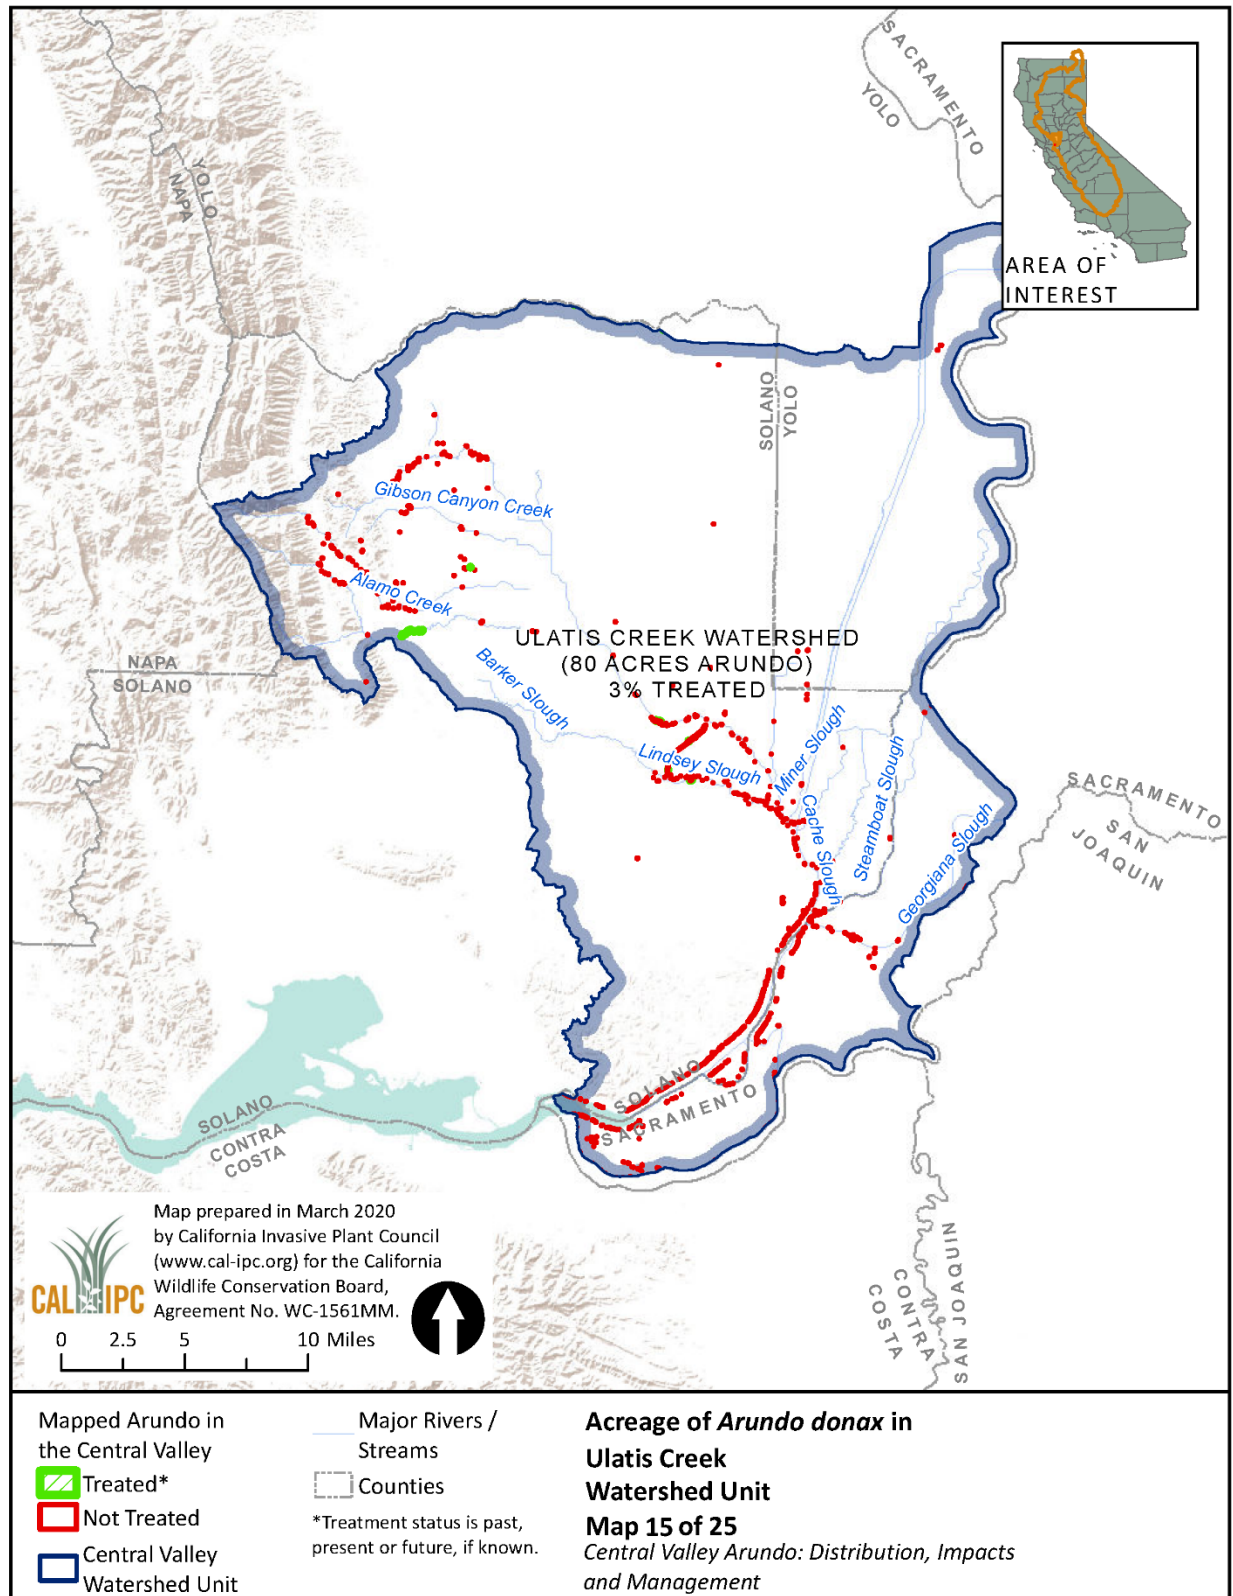 SACRAMENTO
YOLO
AREA OF
INTEREST
YOLO
NAPA
SOLANO
YOLO
Gibson Canyon Creek
Alamo Creek
ULATIS CREEK WATERSHED
(80 ACRES ARUNDO)
3% TREATED
NAPA
SOLANO
Barker Slough
Lindsey Slough
Miner Slough
Cache Slough
Steamboat Slough
Georgiana Slough
SACRAMENTO
SAN
JOAQUIN
SOLANO
SACRAMENTO
SOLANO
CONTRA
COSTA
SAN JOAQUIN
CONTRA
COSTA
CAL IPC
Map prepared in March 2020
by California Invasive Plant Council
(www.cal-ipc.org) for the California
Wildlife Conservation Board,
Agreement No. WC-1561MM.
0 2.5 5 10 Miles
Mapped Arundo in
the Central Valley
Treated*
Not Treated
Central Valley
Watershed Unit
Major Rivers /
Streams
Counties
*Treatment status is past,
present or future, if known.
Acreage of Arundo donax in
Ulatis Creek
Watershed Unit
Map 15 of 25
Central Valley Arundo: Distribution, Impacts
and Management